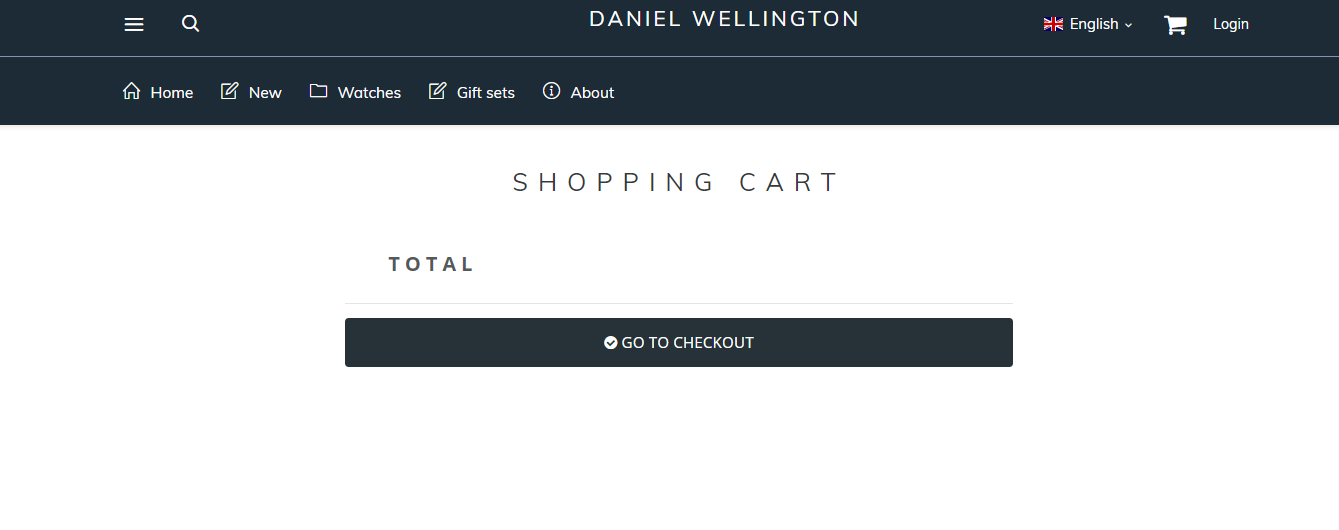 DANIEL WELLINGTON
English
Login
Home
New
Watches
Gift sets
About
SHOPPING CART
TOTAL
GO TO CHECKOUT